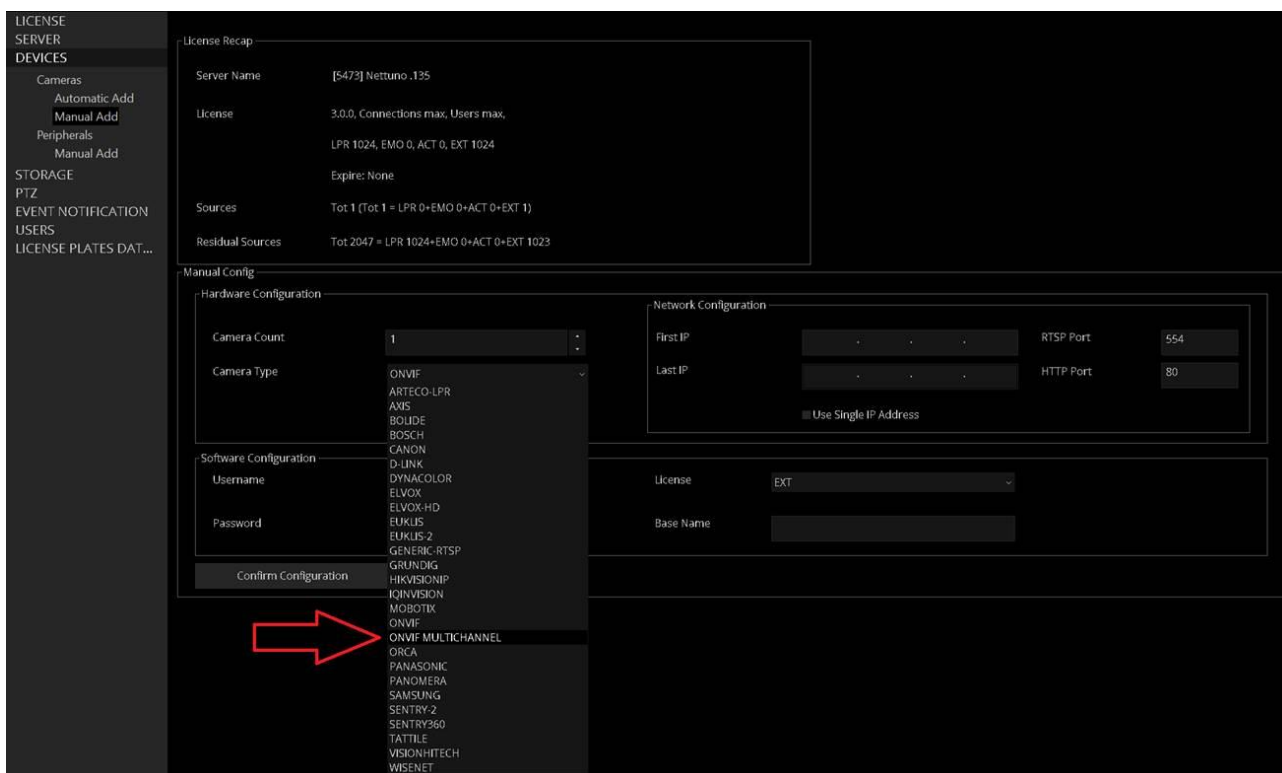 LICENSE
SERVER
DEVICES
Cameras
Automatic Add
Manual Add
Peripherals
Manual Add
STORAGE
PTZ
EVENT NOTIFICATION
USERS
LICENSE PLATES DAT...
License Recap
Server Name [5473] Nettuno .135
License 3.0.0, Connections max, Users max,
LPR 1024, EMO 0, ACT 0, EXT 1024
Expire: None
Sources Tot 1 (Tot 1 = LPR 0+EMO 0+ACT 0+EXT 1)
Residual Sources Tot 2047 = LPR 1024+EMO 0+ACT 0+EXT 1023
Manual Config
Hardware Configuration
Camera Count 1
Camera Type ONVIF
ARTECO-LPR
AXIS
BOLIDE
BOSCH
CANON
D-LINK
DYNACOLOR
ELVOX
ELVOX-HD
EUKLIS
EUKLIS-2
GENERIC-RTSP
GRUNDIG
HIKVISIONIP
IQINVISION
MOBOTIX
ONVIF
ONVIF MULTICHANNEL
ORCA
PANASONIC
PANOMERA
SAMSUNG
SENTRY-2
SENTRY360
TATTILE
VISIONHITECH
WISENET
Network Configuration
First IP . . . RTSP Port 554
Last IP . . . HTTP Port 80
Use Single IP Address
Software Configuration
Username License EXT
Password Base Name
Confirm Configuration